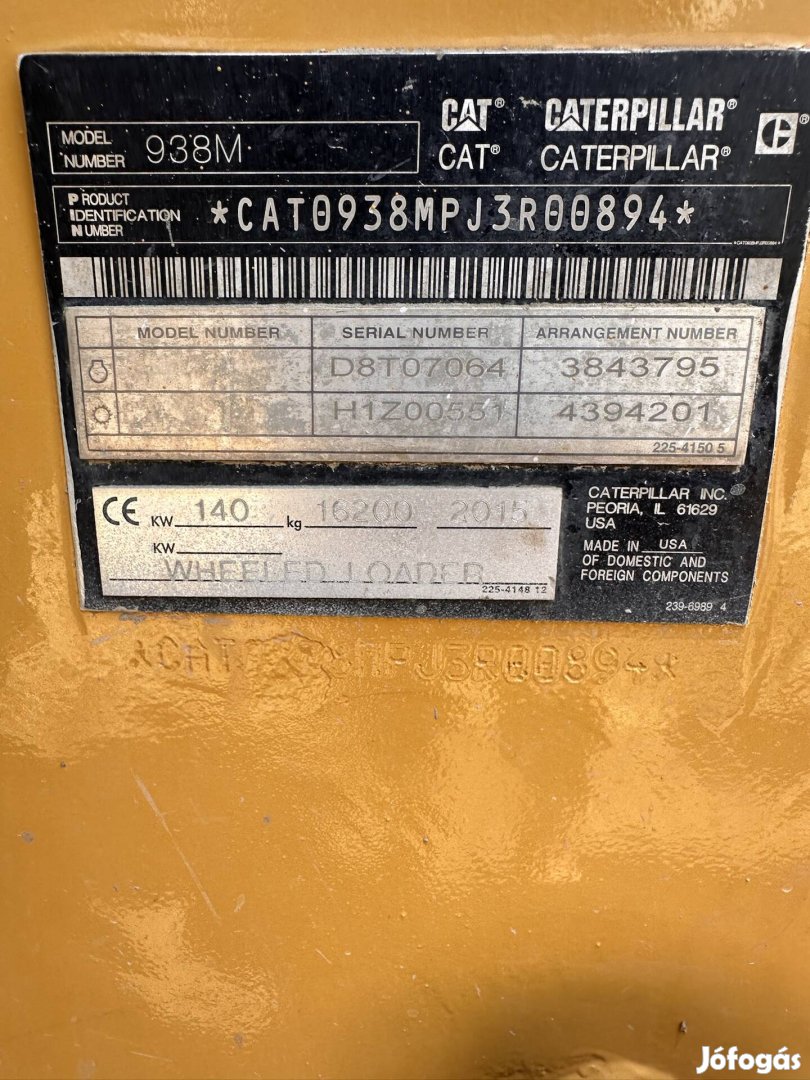 CAT® CATERPILLAR®
MODEL NUMBER 938M
CAT® CATERPILLAR®
PRODUCT IDENTIFICATION NUMBER *CAT0938MPJ3R00894*
*CAT0938MPJ3R00894*
MODEL NUMBER SERIAL NUMBER ARRANGEMENT NUMBER
D8T07064 3843795
H1Z00551 4394201
225-4150 5
CE KW 140 kg 16200 2015
KW
WHEELED LOADER
225-4148 12
CATERPILLAR INC.
PEORIA, IL 61629
USA
MADE IN USA
OF DOMESTIC AND
FOREIGN COMPONENTS
239-6989 4
Jófogás